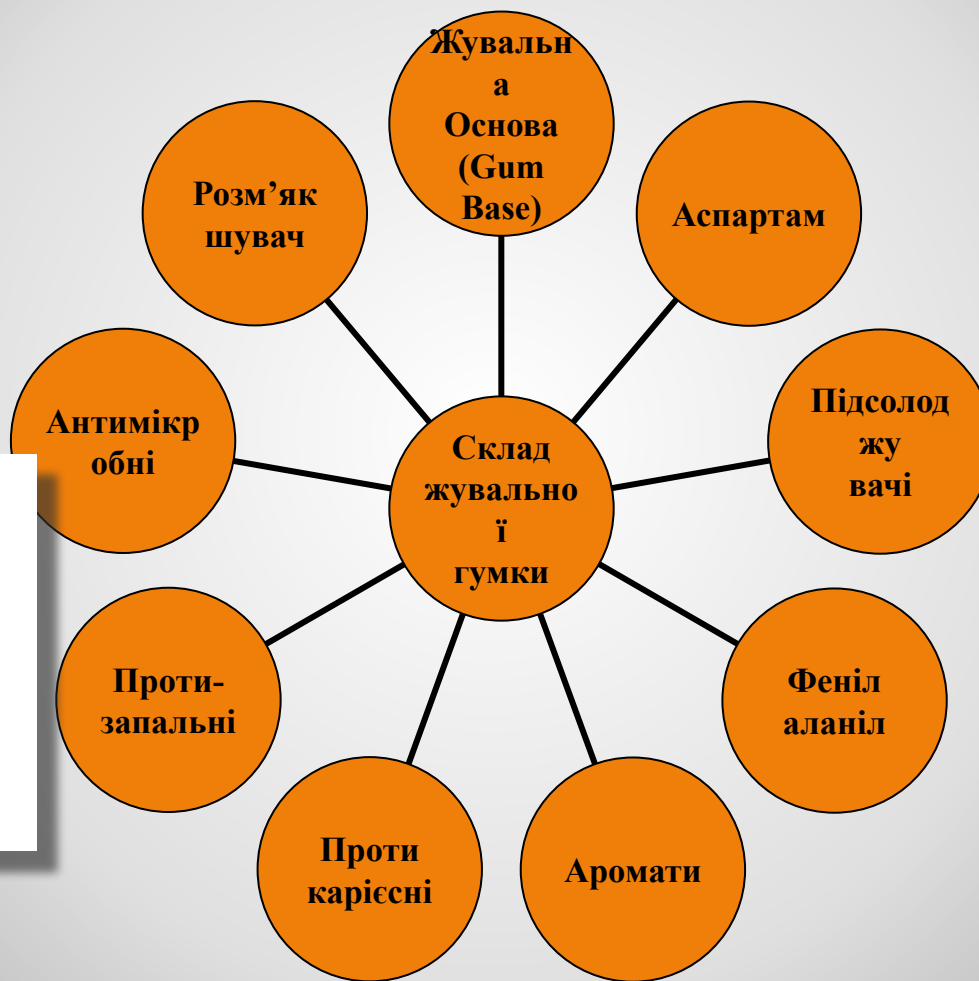 Жувальн
а
Основа
(Gum
Base)
Аспартам
Підсолод
жу
вачі
Феніл
аланіл
Аромати
Проти
карієсні
Проти-
запальні
Антимікр
обні
Розм’як
шувач
Склад
жувально
ї
гумки